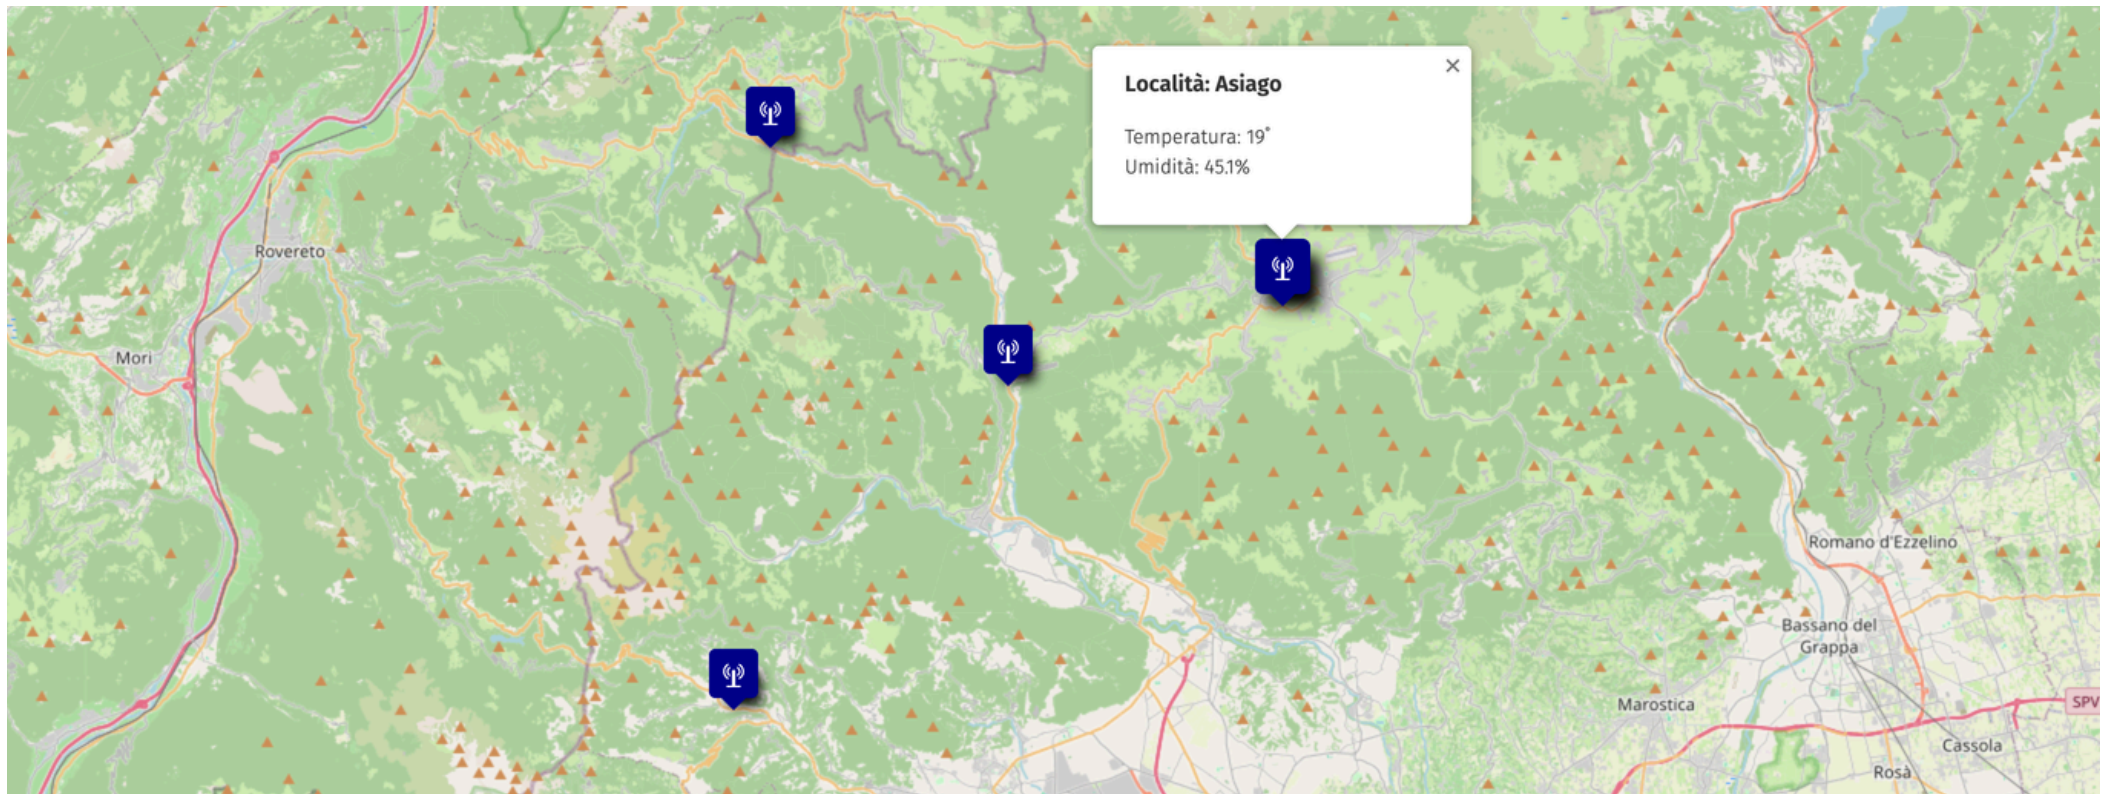 ×
Località: Asiago
Temperatura: 19°
Umidità: 45.1%
Rovereto
Mori
Romano d'Ezzelino
Bassano del
Grappa
Marostica
SPV
Cassola
Rosà